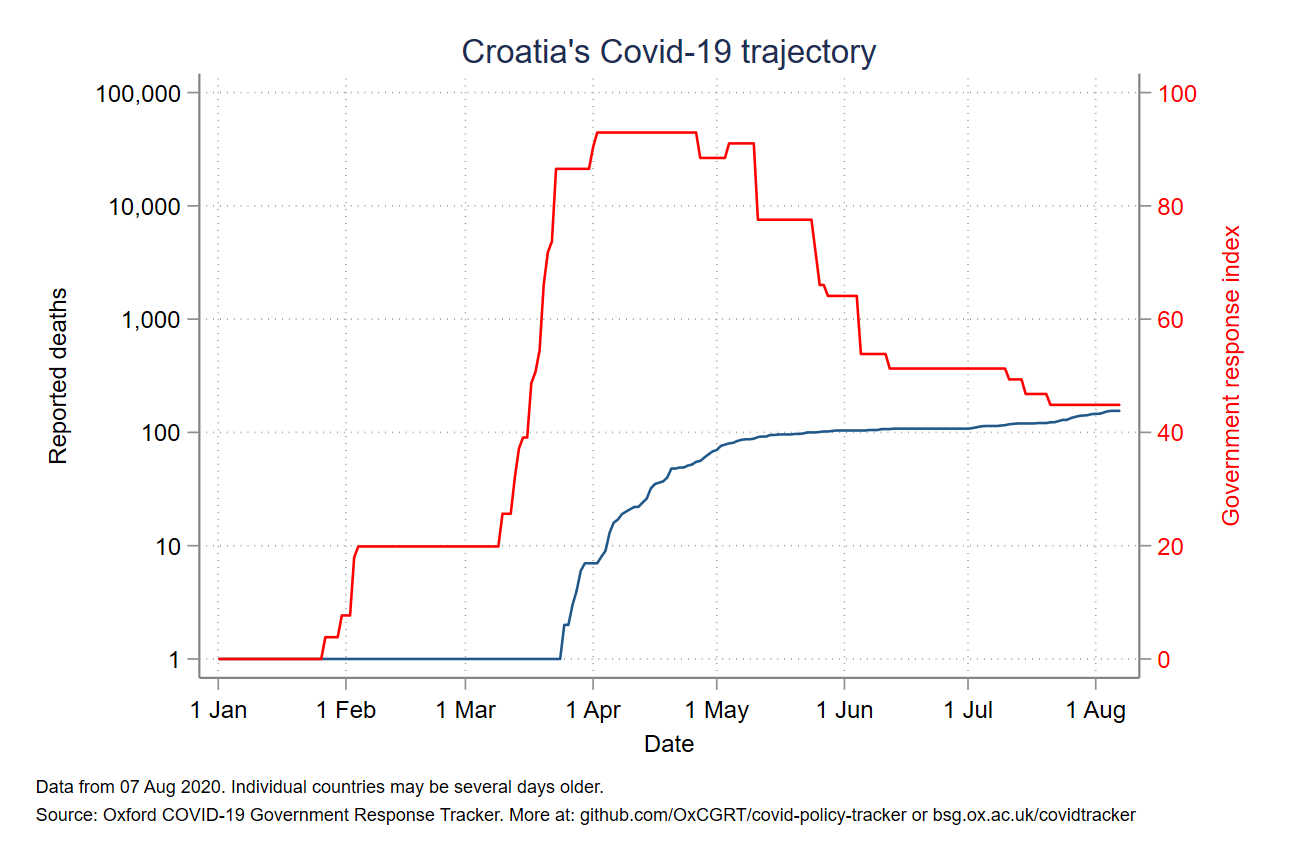 Croatia's Covid-19 trajectory
100,000
10,000
1,000
100
10
1
Reported deaths
100
80
60
40
20
0
Government response index
1 Jan 1 Feb 1 Mar 1 Apr 1 May 1 Jun 1 Jul 1 Aug
Date
Data from 07 Aug 2020. Individual countries may be several days older.
Source: Oxford COVID-19 Government Response Tracker. More at: github.com/OxCGRT/covid-policy-tracker or bsg.ox.ac.uk/covidtracker